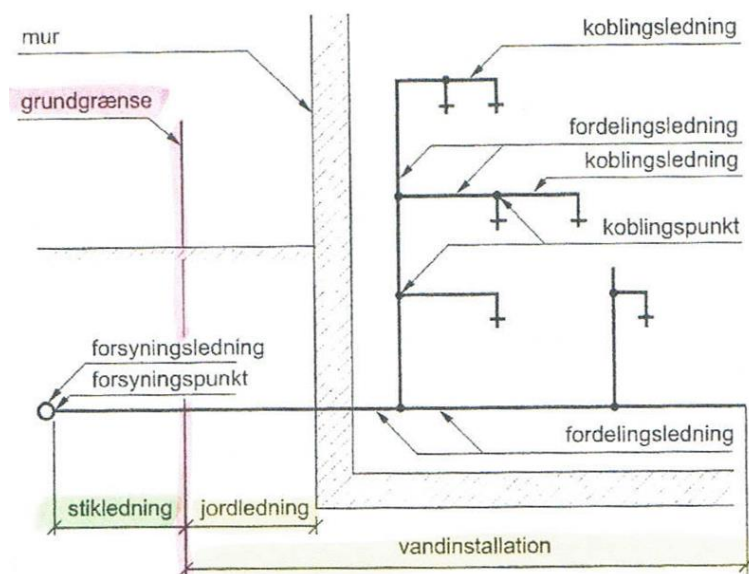 mur
koblingsledning
grundgrænse
fordelingsledning
koblingsledning
koblingspunkt
forsyningsledning
forsyningspunkt
fordelingsledning
stikledning
jordledning
vandinstallation